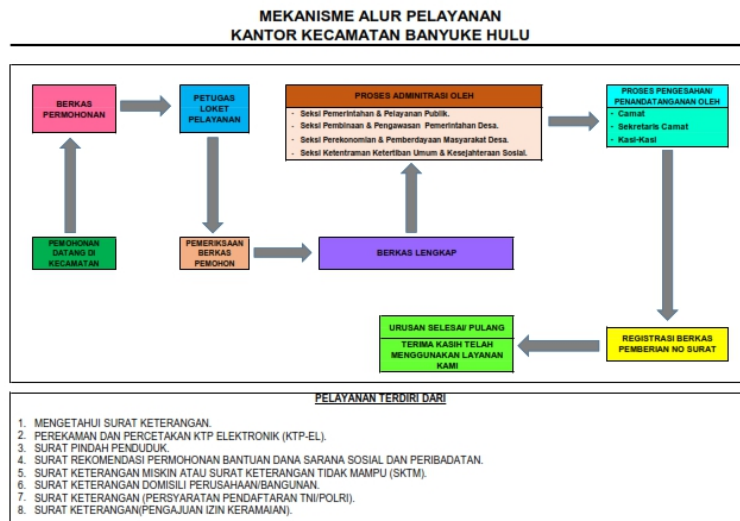 MEKANISME ALUR PELAYANAN
KANTOR KECAMATAN BANYUKE HULU
BERKAS
PERMOHONAN
PETUGAS
LOKET
PELAYANAN
PROSES ADMINITRASI OLEH
- Seksi Pemerintahan & Pelayanan Publik.
- Seksi Pembinaan & Pengawasan Pemerintahan Desa.
- Seksi Perekonomian & Pemberdayaan Masyarakat Desa.
- Seksi Ketentraman Ketertiban Umum & Kesejahteraan Sosial.
PROSES PENGESAHAN/
PENANDATANGANAN OLEH
- Camat
- Sekretaris Camat
- Kasi-Kasi
PEMOHONAN
DATANG DI
KECAMATAN
PEMERIKSAAN
BERKAS
PEMOHON
BERKAS LENGKAP
URUSAN SELESAI/ PULANG
TERIMA KASIH TELAH
MENGGUNAKAN LAYANAN
KAMI
REGISTRASI BERKAS
PEMBERIAN NO SURAT
PELAYANAN TERDIRI DARI
1. MENGETAHUI SURAT KETERANGAN.
2. PEREKAMAN DAN PERCETAKAN KTP ELEKTRONIK (KTP-EL).
3. SURAT PINDAH PENDUDUK.
4. SURAT REKOMENDASI PERMOHONAN BANTUAN DANA SARANA SOSIAL DAN PERIBADATAN.
5. SURAT KETERANGAN MISKIN ATAU SURAT KETERANGAN TIDAK MAMPU (SKTM).
6. SURAT KETERANGAN DOMISILI PERUSAHAAN/BANGUNAN.
7. SURAT KETERANGAN (PERSYARATAN PENDAFTARAN TNI/POLRI).
8. SURAT KETERANGAN(PENGAJUAN IZIN KERAMAIAN).